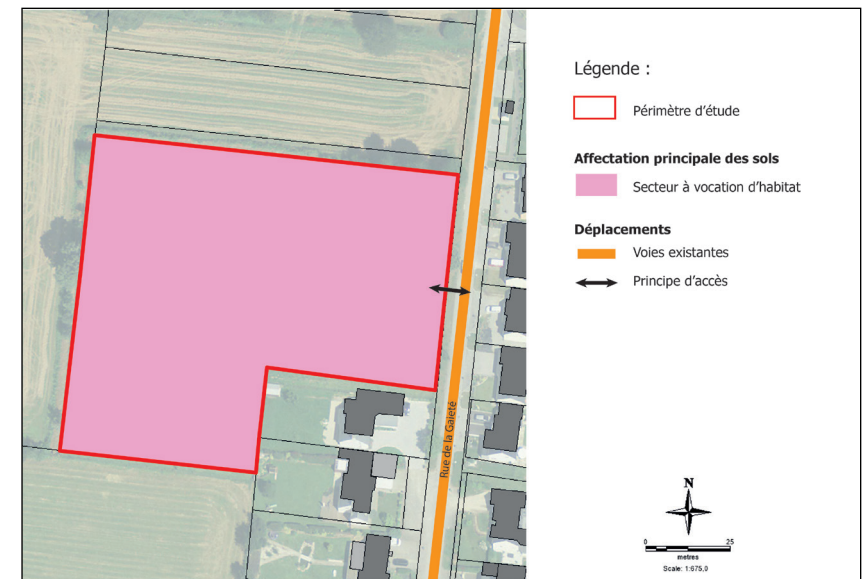 Légende :
Périmètre d'étude
Affectation principale des sols
Secteur à vocation d'habitat
Déplacements
Voies existantes
Principe d'accès
Rue de la Gaieté
N
0 25
metres
Scale: 1:675,0